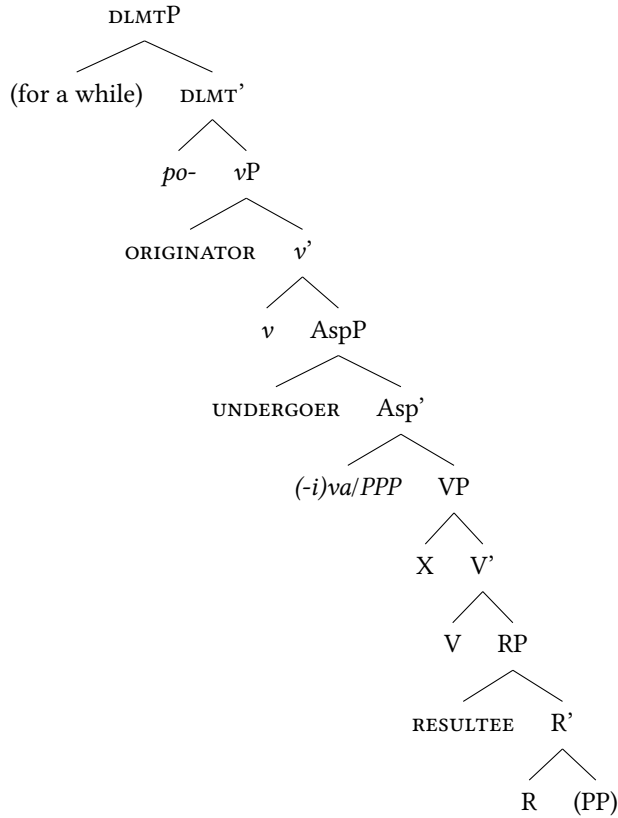 DLMTP
(for a while) DLMT’
po- vP
ORIGINATOR v’
v AspP
UNDERGOER Asp’
(-i)va/PPP VP
X V’
V RP
RESULTEE R’
R (PP)